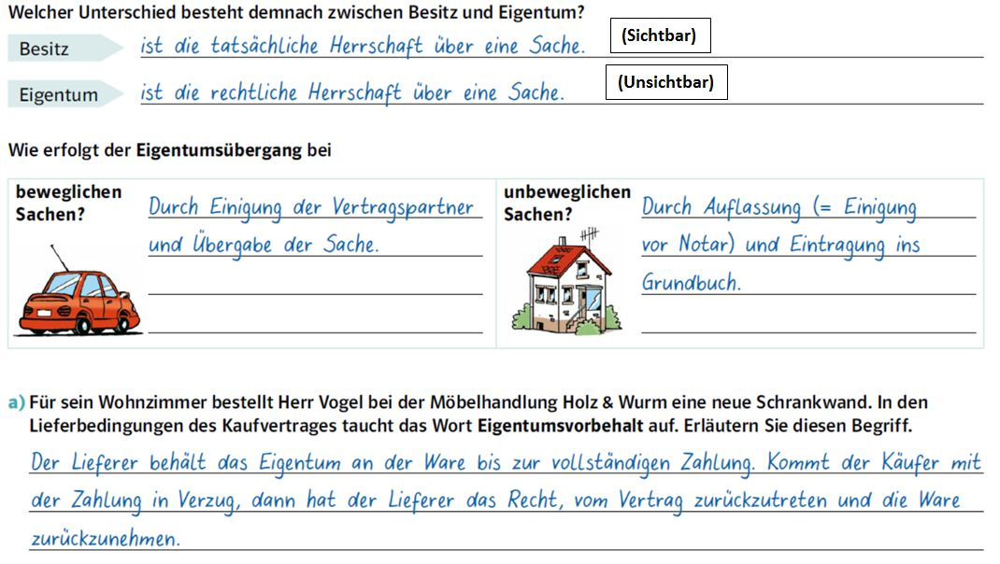 Welcher Unterschied besteht demnach zwischen Besitz und Eigentum?
Besitz ist die tatsächliche Herrschaft über eine Sache. (Sichtbar)
Eigentum ist die rechtliche Herrschaft über eine Sache. (Unsichtbar)
Wie erfolgt der Eigentumsübergang bei
beweglichen
Sachen?
Durch Einigung der Vertragspartner
und Übergabe der Sache.
unbeweglichen
Sachen?
Durch Auflassung (= Einigung
vor Notar) und Eintragung ins
Grundbuch.
a) Für sein Wohnzimmer bestellt Herr Vogel bei der Möbelhandlung Holz & Wurm eine neue Schrankwand. In den
Lieferbedingungen des Kaufvertrages taucht das Wort Eigentumsvorbehalt auf. Erläutern Sie diesen Begriff.
Der Lieferer behält das Eigentum an der Ware bis zur vollständigen Zahlung. Kommt der Käufer mit
der Zahlung in Verzug, dann hat der Lieferer das Recht, vom Vertrag zurückzutreten und die Ware
zurückzunehmen.